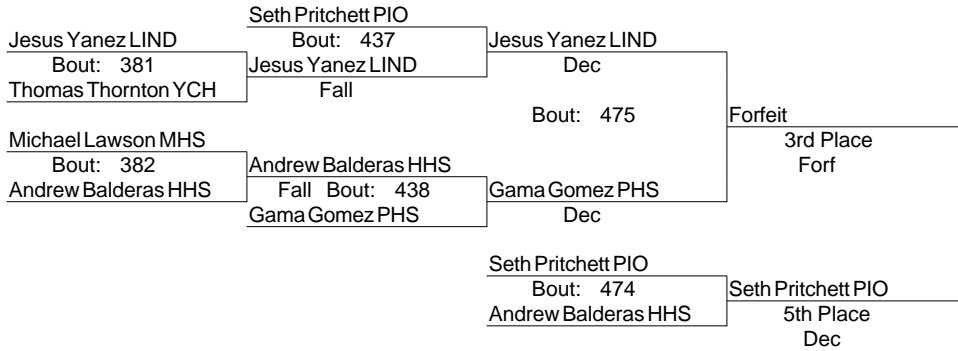 Seth Pritchett PIO
Jesus Yanez LIND
Bout: 437
Jesus Yanez LIND
Bout: 381
Jesus Yanez LIND
Dec
Thomas Thornton YCH
Fall
Bout: 475
Forfeit
Michael Lawson MHS
3rd Place
Bout: 382
Andrew Balderas HHS
Forf
Andrew Balderas HHS
Fall Bout: 438
Gama Gomez PHS
Gama Gomez PHS
Dec
Seth Pritchett PIO
Bout: 474
Seth Pritchett PIO
Andrew Balderas HHS
5th Place
Dec